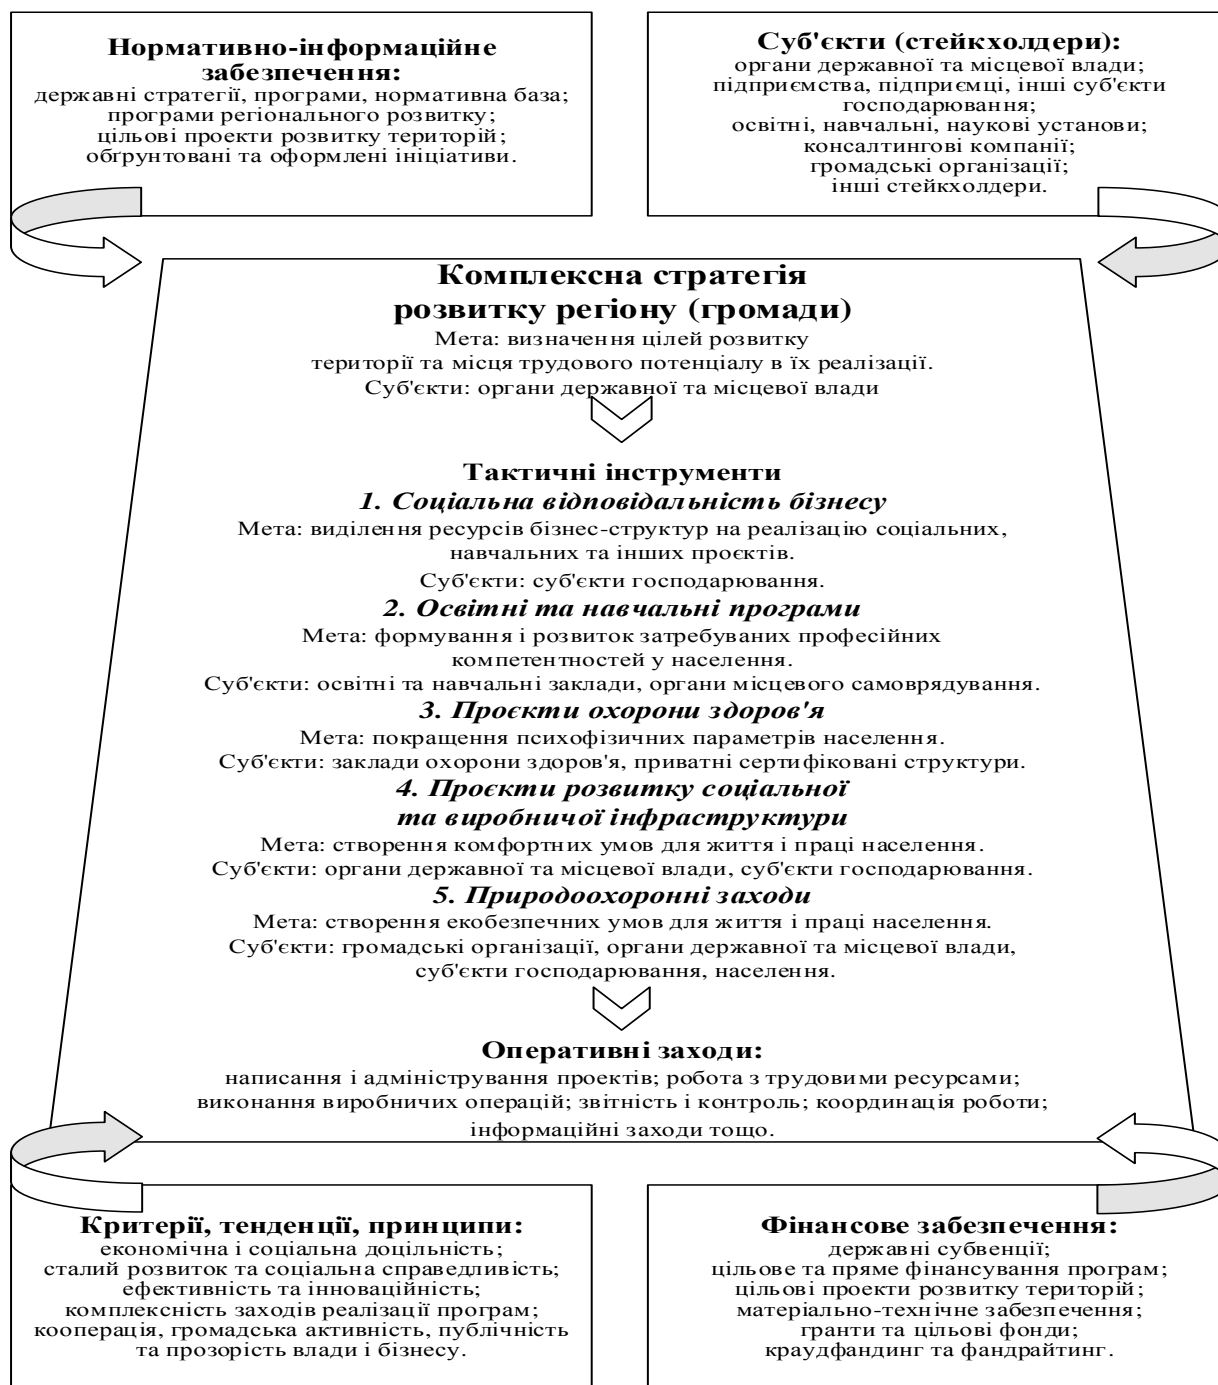 Нормативно-інформаційне
забезпечення:
державні стратегії, програми, нормативна база;
програми регіонального розвитку;
цільові проекти розвитку територій;
обґрунтовані та оформлені ініціативи.
Суб'єкти (стейкхолдери):
органи державної та місцевої влади;
підприємства, підприємці, інші суб'єкти
господарювання;
освітні, навчальні, наукові установи;
консалтингові компанії;
громадські організації;
інші стейкхолдери.
Комплексна стратегія
розвитку регіону (громади)
Мета: визначення цілей розвитку
території та місця трудового потенціалу в їх реалізації.
Суб'єкти: органи державної та місцевої влади
Тактичні інструменти
1. Соціальна відповідальність бізнесу
Мета: виділення ресурсів бізнес-структур на реалізацію соціальних,
навчальних та інших проєктів.
Суб'єкти: суб'єкти господарювання.
2. Освітні та навчальні програми
Мета: формування і розвиток затребуваних професійних
компетентностей у населення.
Суб'єкти: освітні та навчальні заклади, органи місцевого самоврядування.
3. Проєкти охорони здоров'я
Мета: покращення психофізичних параметрів населення.
Суб'єкти: заклади охорони здоров'я, приватні сертифіковані структури.
4. Проєкти розвитку соціальної
та виробничої інфраструктури
Мета: створення комфортних умов для життя і праці населення.
Суб'єкти: органи державної та місцевої влади, суб'єкти господарювання.
5. Природоохоронні заходи
Мета: створення екобезпечних умов для життя і праці населення.
Суб'єкти: громадські організації, органи державної та місцевої влади,
суб'єкти господарювання, населення.
Оперативні заходи:
написання і адміністрування проектів; робота з трудовими ресурсами;
виконання виробничих операцій; звітність і контроль; координація роботи;
інформаційні заходи тощо.
Критерії, тенденції, принципи:
економічна і соціальна доцільність;
сталий розвиток та соціальна справедливість;
ефективність та інноваційність;
комплексність заходів реалізації програм;
кооперація, громадська активність, публічність
та прозорість влади і бізнесу.
Фінансове забезпечення:
державні субвенції;
цільове та пряме фінансування програм;
цільові проекти розвитку територій;
матеріально-технічне забезпечення;
гранти та цільові фонди;
краудфандинг та фандрайтинг.